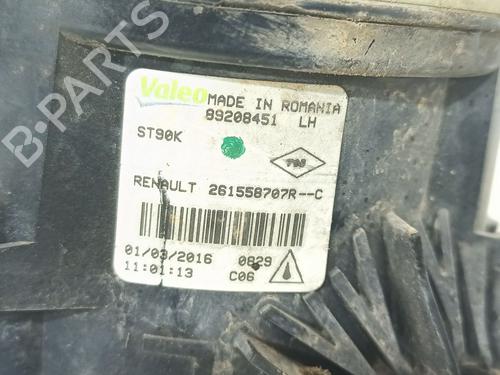 Valeo MADE IN ROMANIA
89208451 LH
ST90K
RENAULT 261558707R--C
01/03/2016 0829
11:01:13 C06
B-PARTS